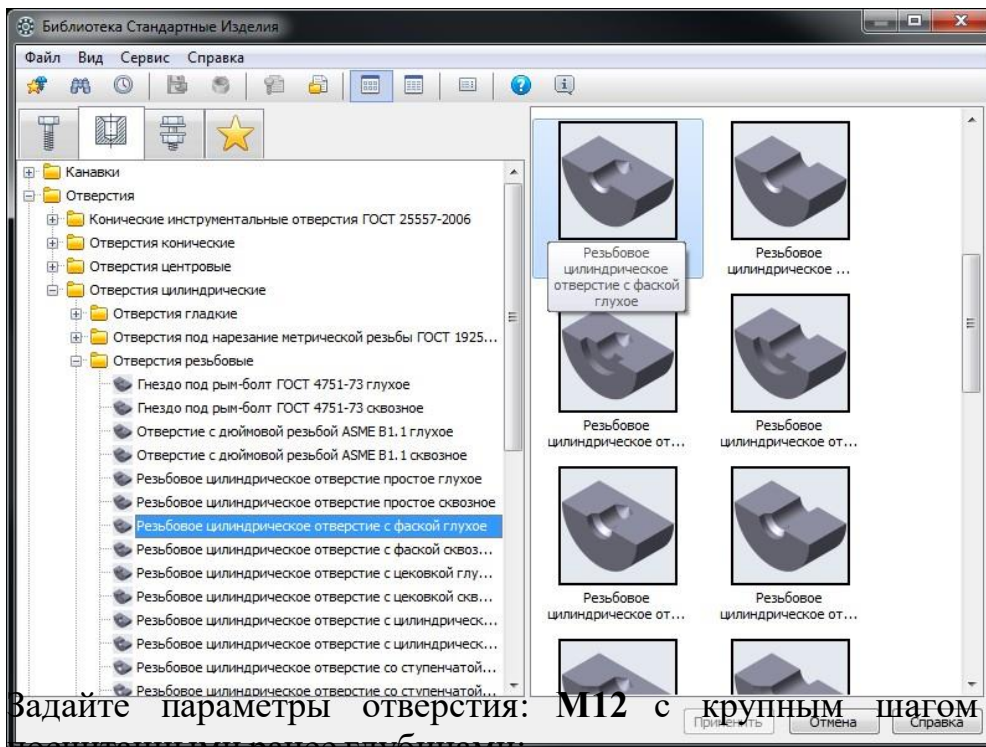 Библиотека Стандартные Изделия
Файл Вид Сервис Справка
Канавки
Отверстия
Конические инструментальные отверстия ГОСТ 25557-2006
Отверстия конические
Отверстия центровые
Отверстия цилиндрические
Отверстия гладкие
Отверстия под нарезание метрической резьбы ГОСТ 1925...
Отверстия резьбовые
Гнездо под рым-болт ГОСТ 4751-73 глухое
Гнездо под рым-болт ГОСТ 4751-73 сквозное
Отверстие с дюймовой резьбой ASME B1.1 глухое
Отверстие с дюймовой резьбой ASME B1.1 сквозное
Резьбовое цилиндрическое отверстие простое глухое
Резьбовое цилиндрическое отверстие простое сквозное
Резьбовое цилиндрическое отверстие с фаской глухое
Резьбовое цилиндрическое отверстие с фаской сквоз...
Резьбовое цилиндрическое отверстие с цековкой глу...
Резьбовое цилиндрическое отверстие с цековкой скв...
Резьбовое цилиндрическое отверстие с цилиндрическ...
Резьбовое цилиндрическое отверстие с цилиндрическ...
Резьбовое цилиндрическое отверстие со ступенчатой...
Резьбовое цилиндрическое отверстие со ступенчатой...
Резьбовое
цилиндрическое
отверстие с фаской
глухое
Резьбовое
цилиндрическое ...
Резьбовое
цилиндрическое от...
Резьбовое
цилиндрическое от...
Резьбовое
цилиндрическое от...
Резьбовое
цилиндрическое от...
Применить Отмена Справка
Задайте параметры отверстия: М12 с крупным шагом